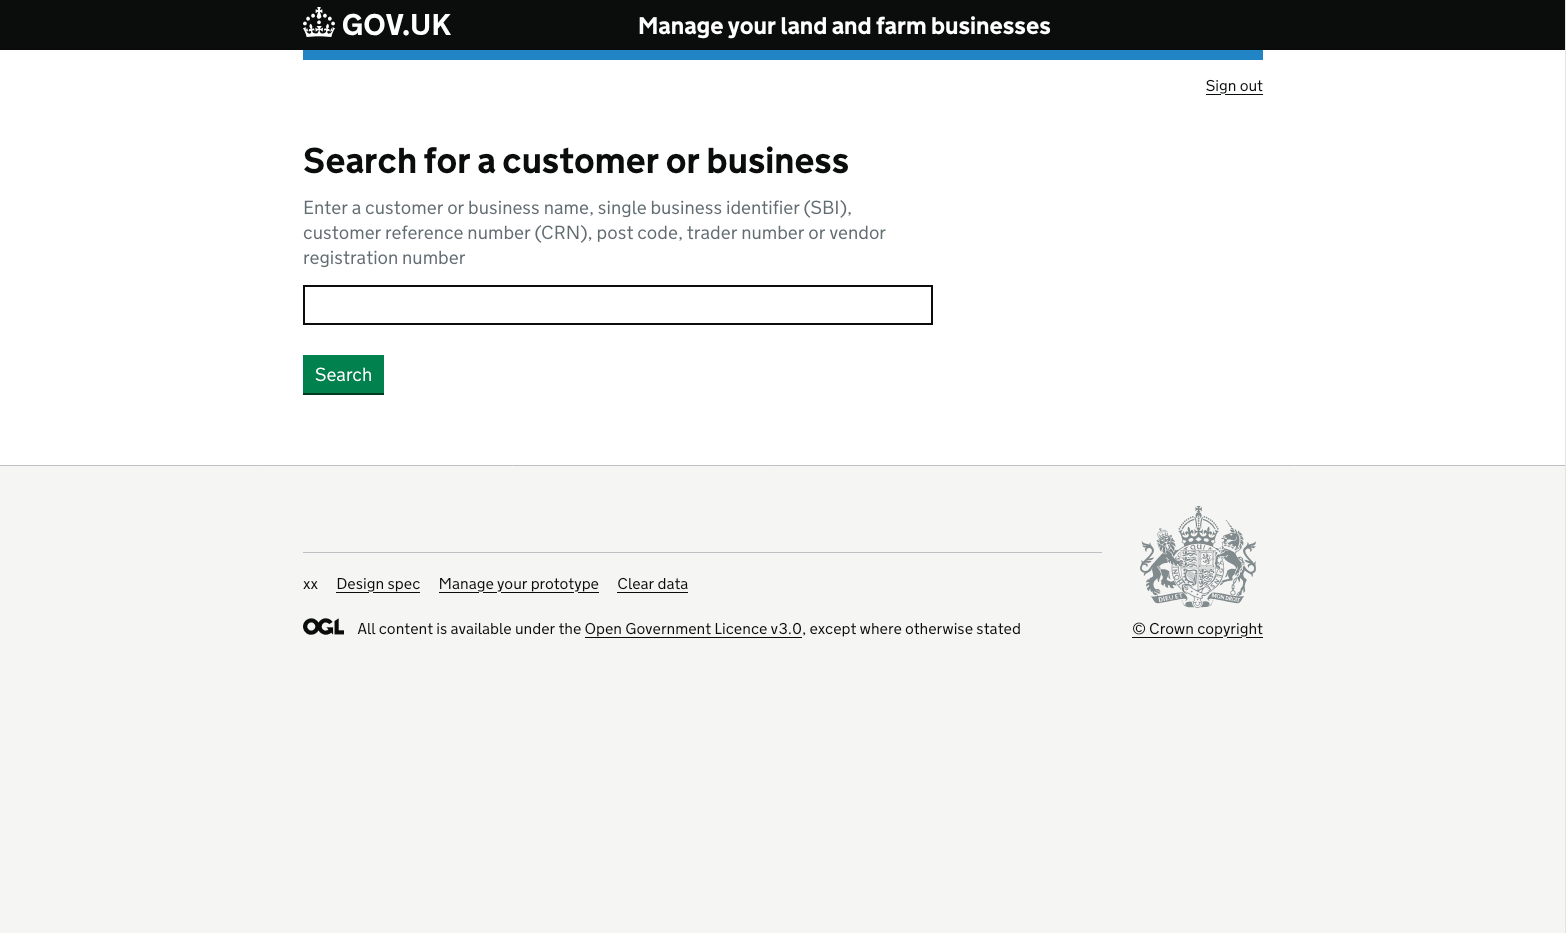 GOV.UK
Manage your land and farm businesses
Sign out
Search for a customer or business
Enter a customer or business name, single business identifier (SBI),
customer reference number (CRN), post code, trader number or vendor
registration number
Search
xx Design spec Manage your prototype Clear data
OGL All content is available under the Open Government Licence v3.0, except where otherwise stated
© Crown copyright